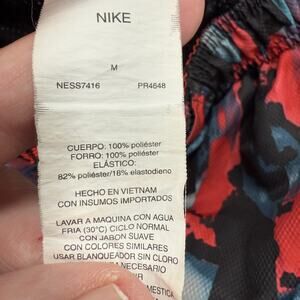 NIKE
M
NESS7416 PR4648
CUERPO: 100% poliéster
FORRO: 100% poliéster
ELÁSTICO:
82% poliéster/18% elastodieno
HECHO EN VIETNAM
CON INSUMOS IMPORTADOS
LAVAR A MAQUINA CON AGUA
FRIA (30°C) CICLO NORMAL
CON JABON SUAVE
CON COLORES SIMILARES
USAR BLANQUEADOR SIN CLORO
NECESARIO